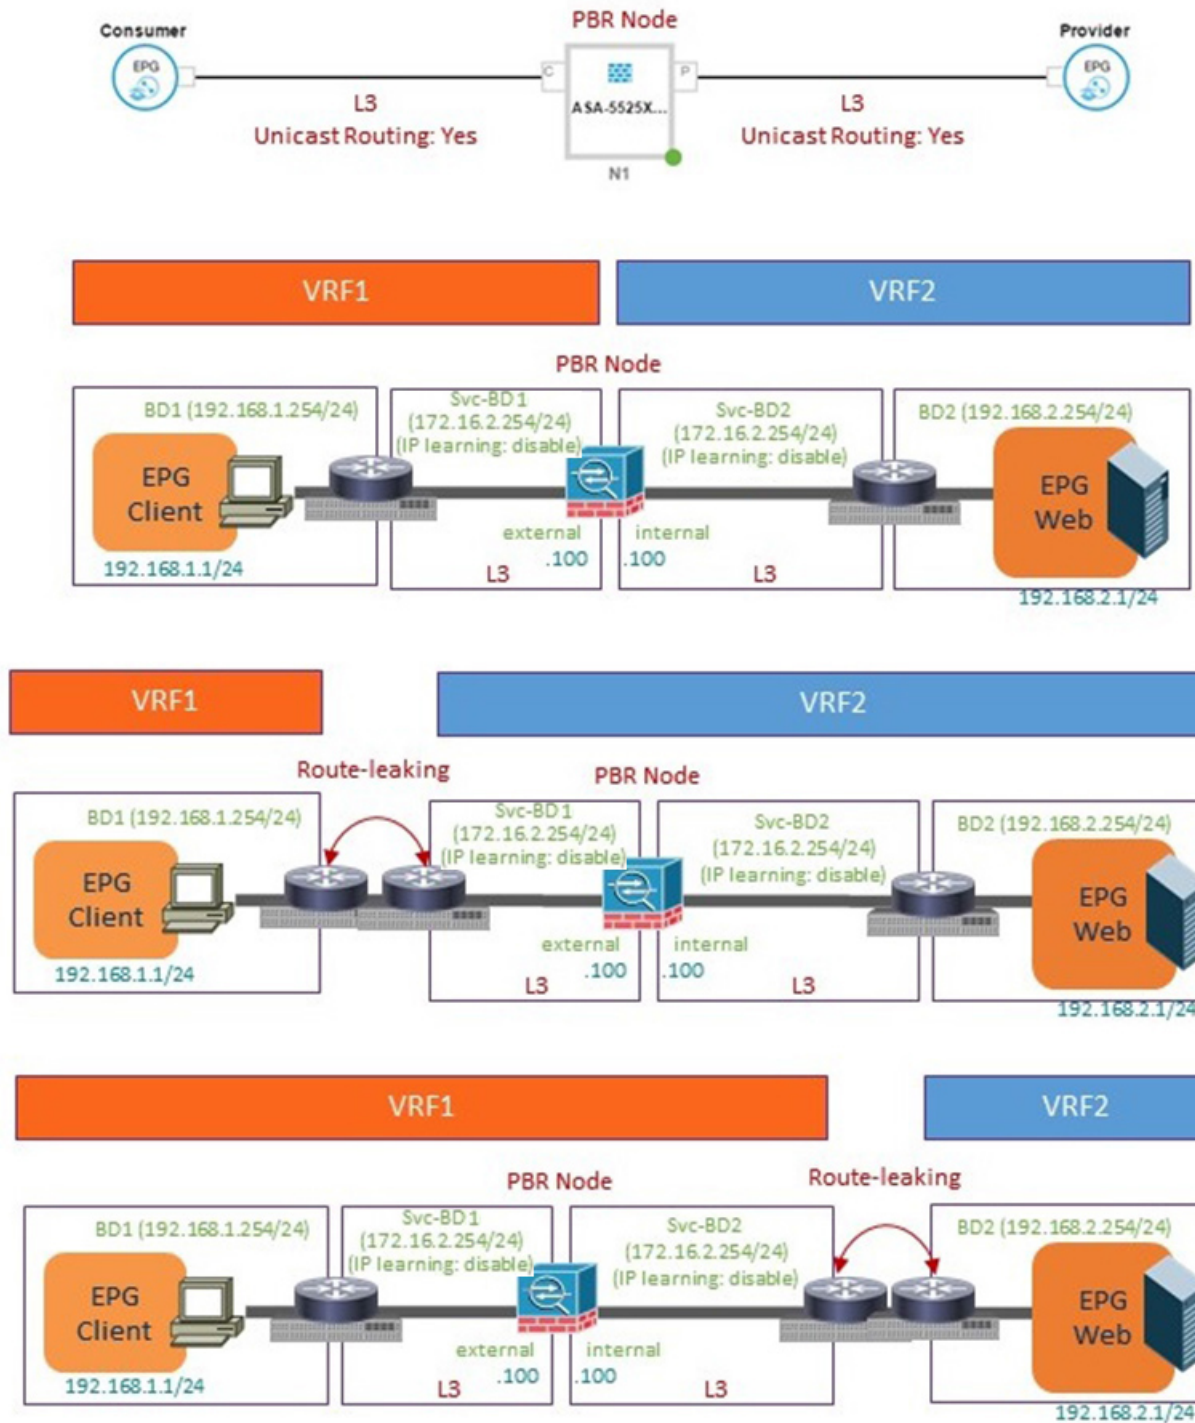 PBR Node
Consumer
Provider
EPG
EPG
C
P
ASA-5525X...
L3
L3
Unicast Routing: Yes
Unicast Routing: Yes
N1
VRF1
VRF2
PBR Node
BD1 (192.168.1.254/24)
Svc-BD1
(172.16.2.254/24)
(IP learning: disable)
Svc-BD2
(172.16.2.254/24)
(IP learning: disable)
BD2 (192.168.2.254/24)
EPG
Client
EPG
Web
external
internal
.100
.100
L3
L3
192.168.1.1/24
192.168.2.1/24
VRF1
VRF2
Route-leaking
PBR Node
BD1 (192.168.1.254/24)
Svc-BD1
(172.16.2.254/24)
(IP learning: disable)
Svc-BD2
(172.16.2.254/24)
(IP learning: disable)
BD2 (192.168.2.254/24)
EPG
Client
EPG
Web
external
internal
.100
.100
L3
L3
192.168.1.1/24
192.168.2.1/24
VRF1
VRF2
PBR Node
Route-leaking
BD1 (192.168.1.254/24)
Svc-BD1
(172.16.2.254/24)
(IP learning: disable)
Svc-BD2
(172.16.2.254/24)
(IP learning: disable)
BD2 (192.168.2.254/24)
EPG
Client
EPG
Web
external
internal
.100
.100
L3
L3
192.168.1.1/24
192.168.2.1/24